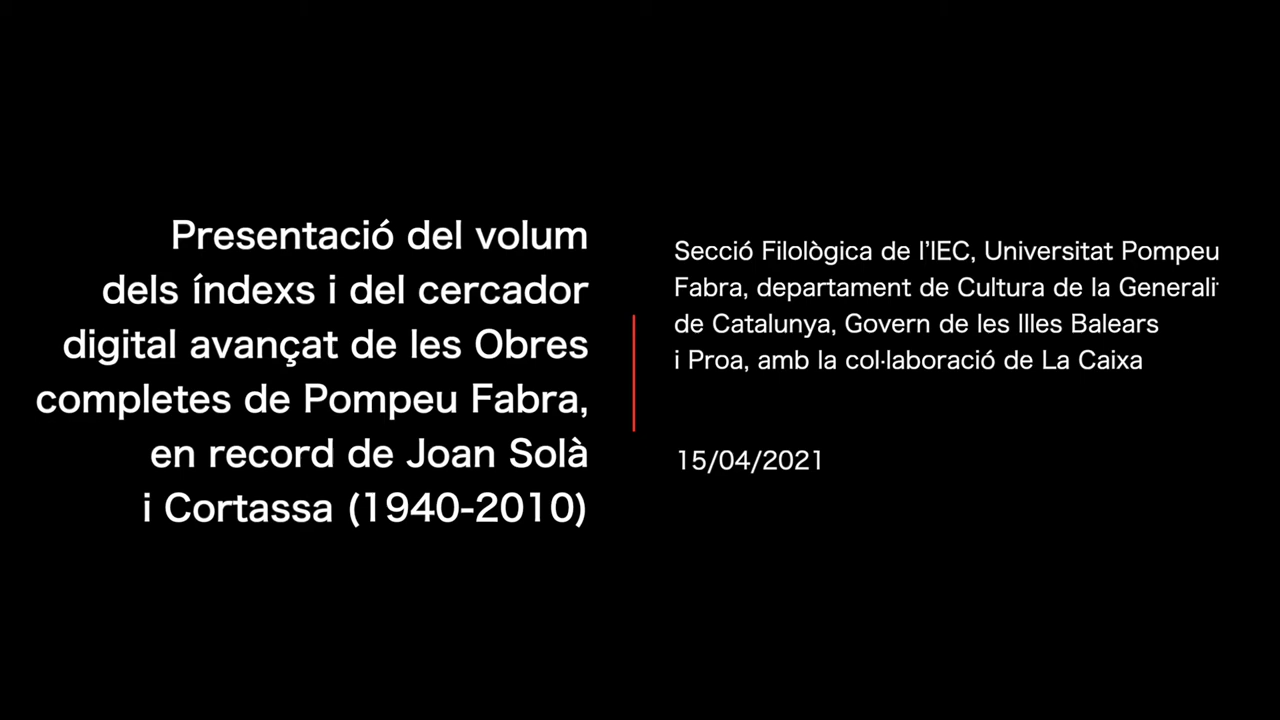 Presentació del volum
dels índexs i del cercador
digital avançat de les Obres
completes de Pompeu Fabra,
en record de Joan Solà
i Cortassa (1940-2010)
Secció Filològica de l’IEC, Universitat Pompeu
Fabra, departament de Cultura de la Generali
de Catalunya, Govern de les Illes Balears
i Proa, amb la col·laboració de La Caixa
15/04/2021